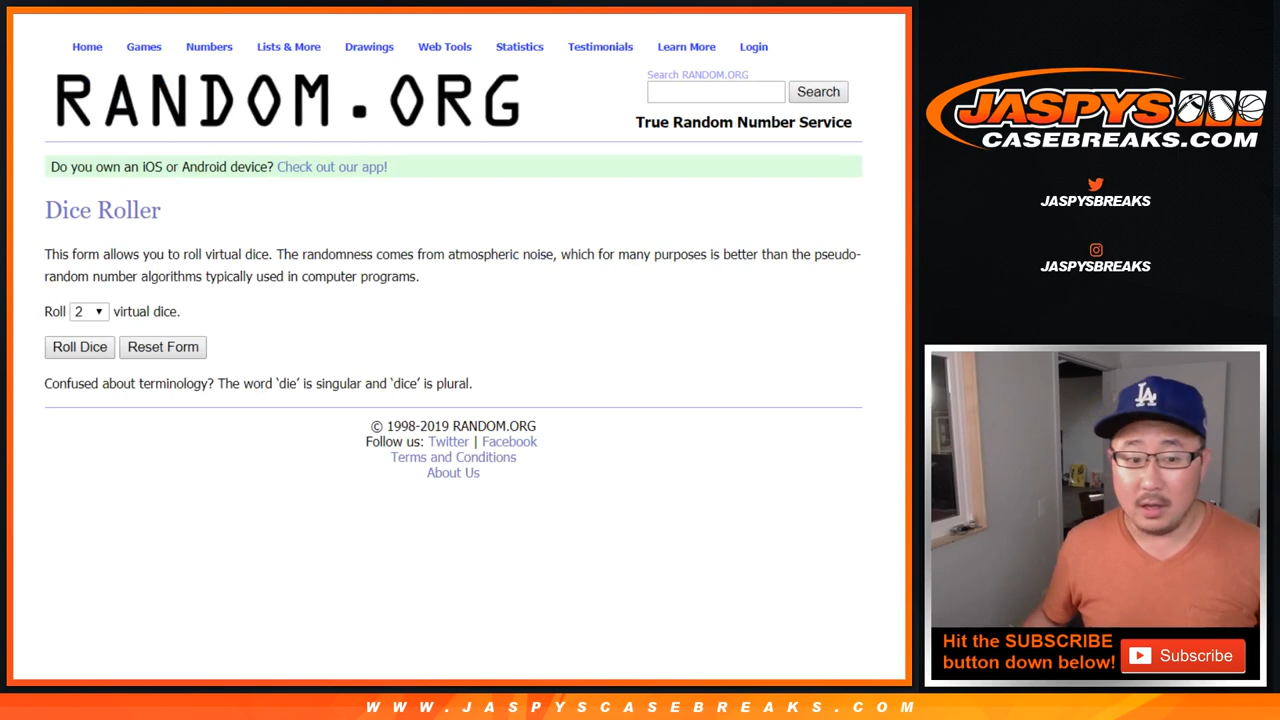 Home Games Numbers Lists & More Drawings Web Tools Statistics Testimonials Learn More Login
RANDOM.ORG
Search RANDOM.ORG
Search
True Random Number Service
Do you own an iOS or Android device? Check out our app!
Dice Roller
This form allows you to roll virtual dice. The randomness comes from atmospheric noise, which for many purposes is better than the pseudo-
random number algorithms typically used in computer programs.
Roll 2 virtual dice.
Roll Dice Reset Form
Confused about terminology? The word ‘die’ is singular and ‘dice’ is plural.
© 1998-2019 RANDOM.ORG
Follow us: Twitter | Facebook
Terms and Conditions
About Us
JASPYS
CASEBREAKS.COM
JASPYSBREAKS
JASPYSBREAKS
LA
Hit the SUBSCRIBE
button down below!
Subscribe
WWW.JASPYSCASEBREAKS.COM